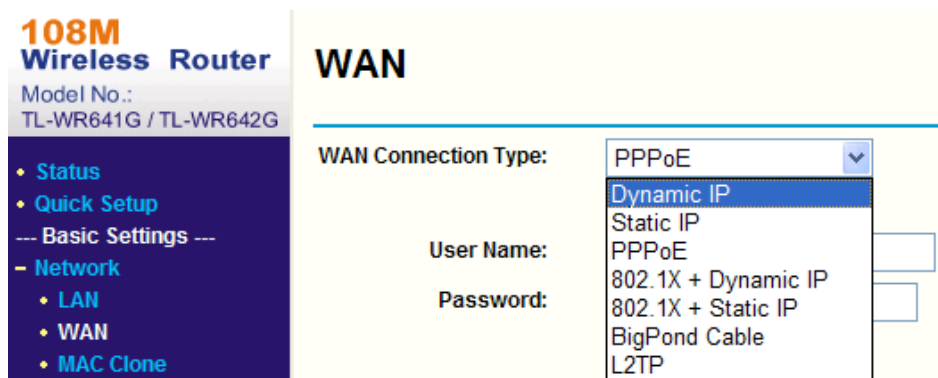 108M
Wireless Router
Model No.:
TL-WR641G / TL-WR642G
• Status
• Quick Setup
--- Basic Settings ---
– Network
• LAN
• WAN
• MAC Clone
WAN
WAN Connection Type:
PPPoE
Dynamic IP
Static IP
PPPoE
802.1X + Dynamic IP
802.1X + Static IP
BigPond Cable
L2TP
User Name:
Password: